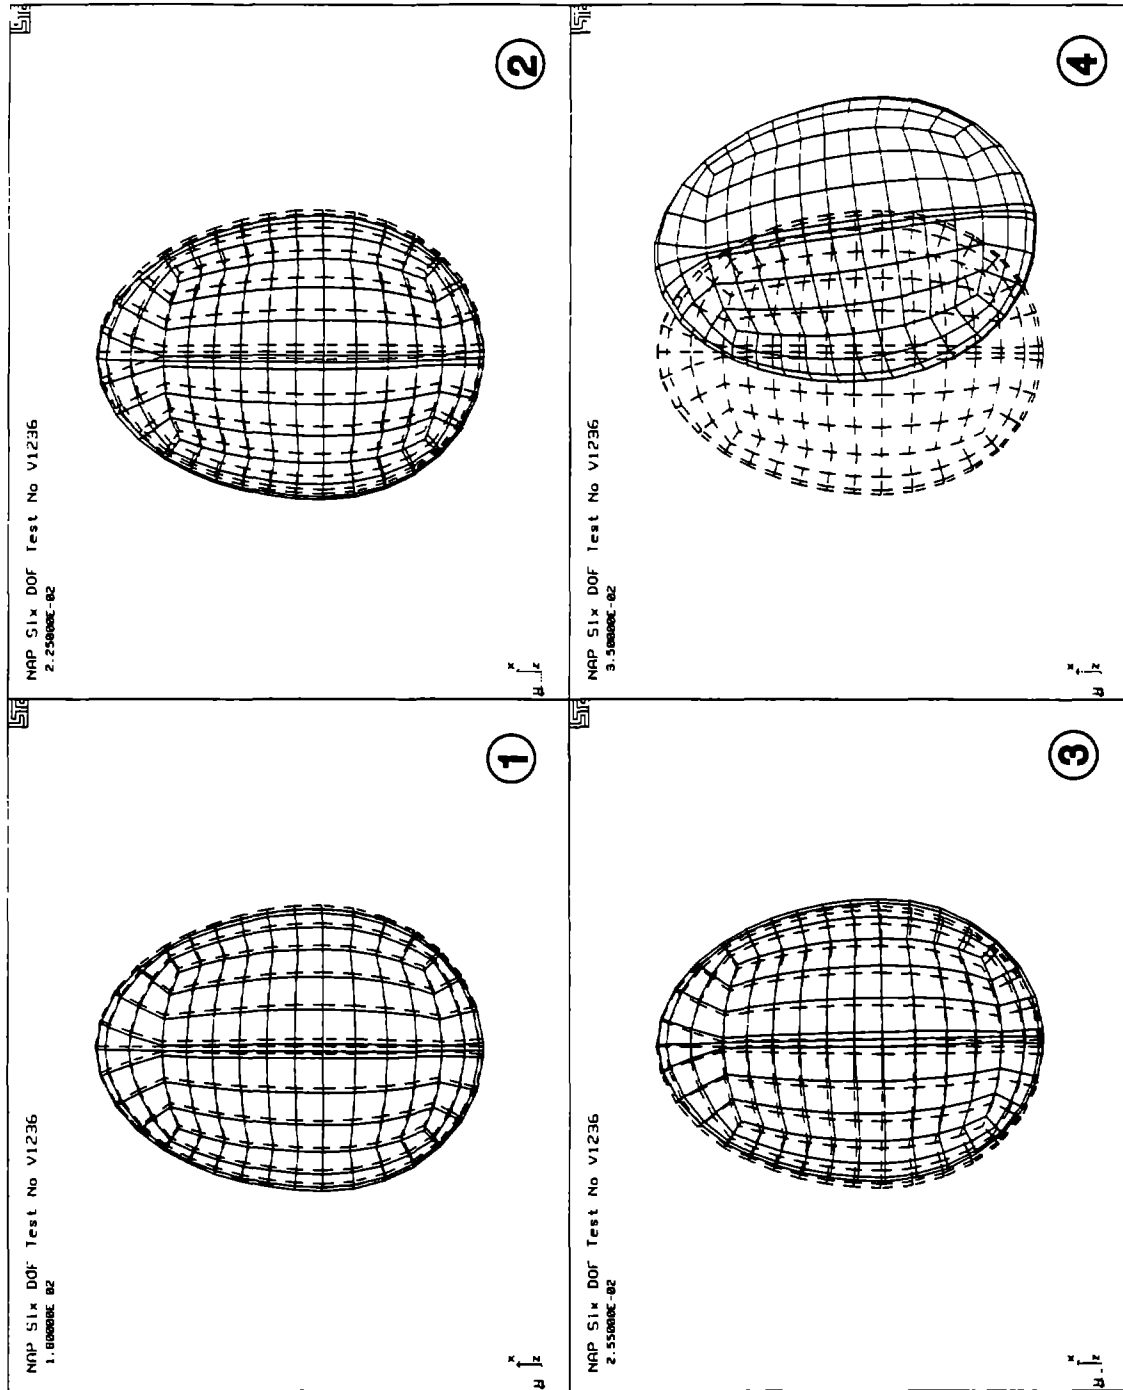 NAP Six DOF Test No V1236
1.80000E-02
1
NAP Six DOF Test No V1236
2.25000E-02
2
NAP Six DOF Test No V1236
2.55000E-02
3
NAP Six DOF Test No V1236
3.50000E-02
4
x
z
x
z
x
z
x
z